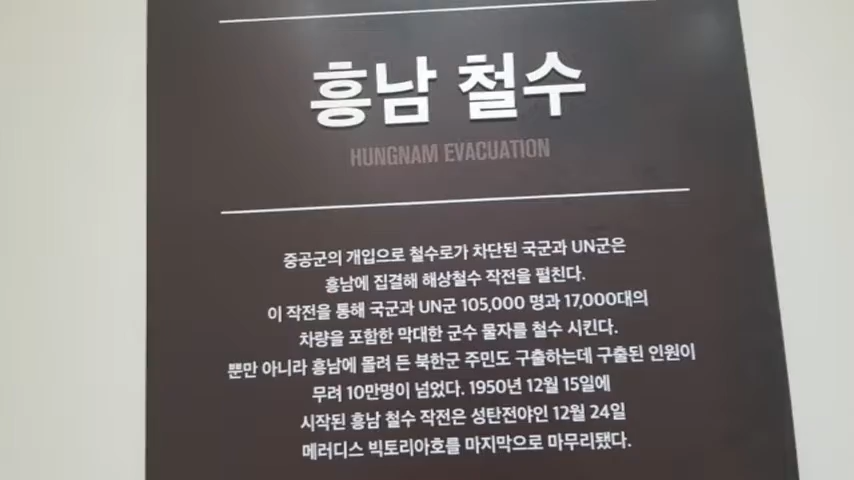 흥남 철수
HUNGNAM EVACUATION
중공군의 개입으로 철수로가 차단된 국군과 UN군은
흥남에 집결해 해상철수 작전을 펼친다.
이 작전을 통해 국군과 UN군 105,000 명과 17,000대의
차량을 포함한 막대한 군수 물자를 철수 시킨다.
뿐만 아니라 흥남에 몰려 든 북한군 주민도 구출하는데 구출된 인원이
무려 10만명이 넘었다. 1950년 12월 15일에
시작된 흥남 철수 작전은 성탄전야인 12월 24일
메러디스 빅토리아호를 마지막으로 마무리됐다.